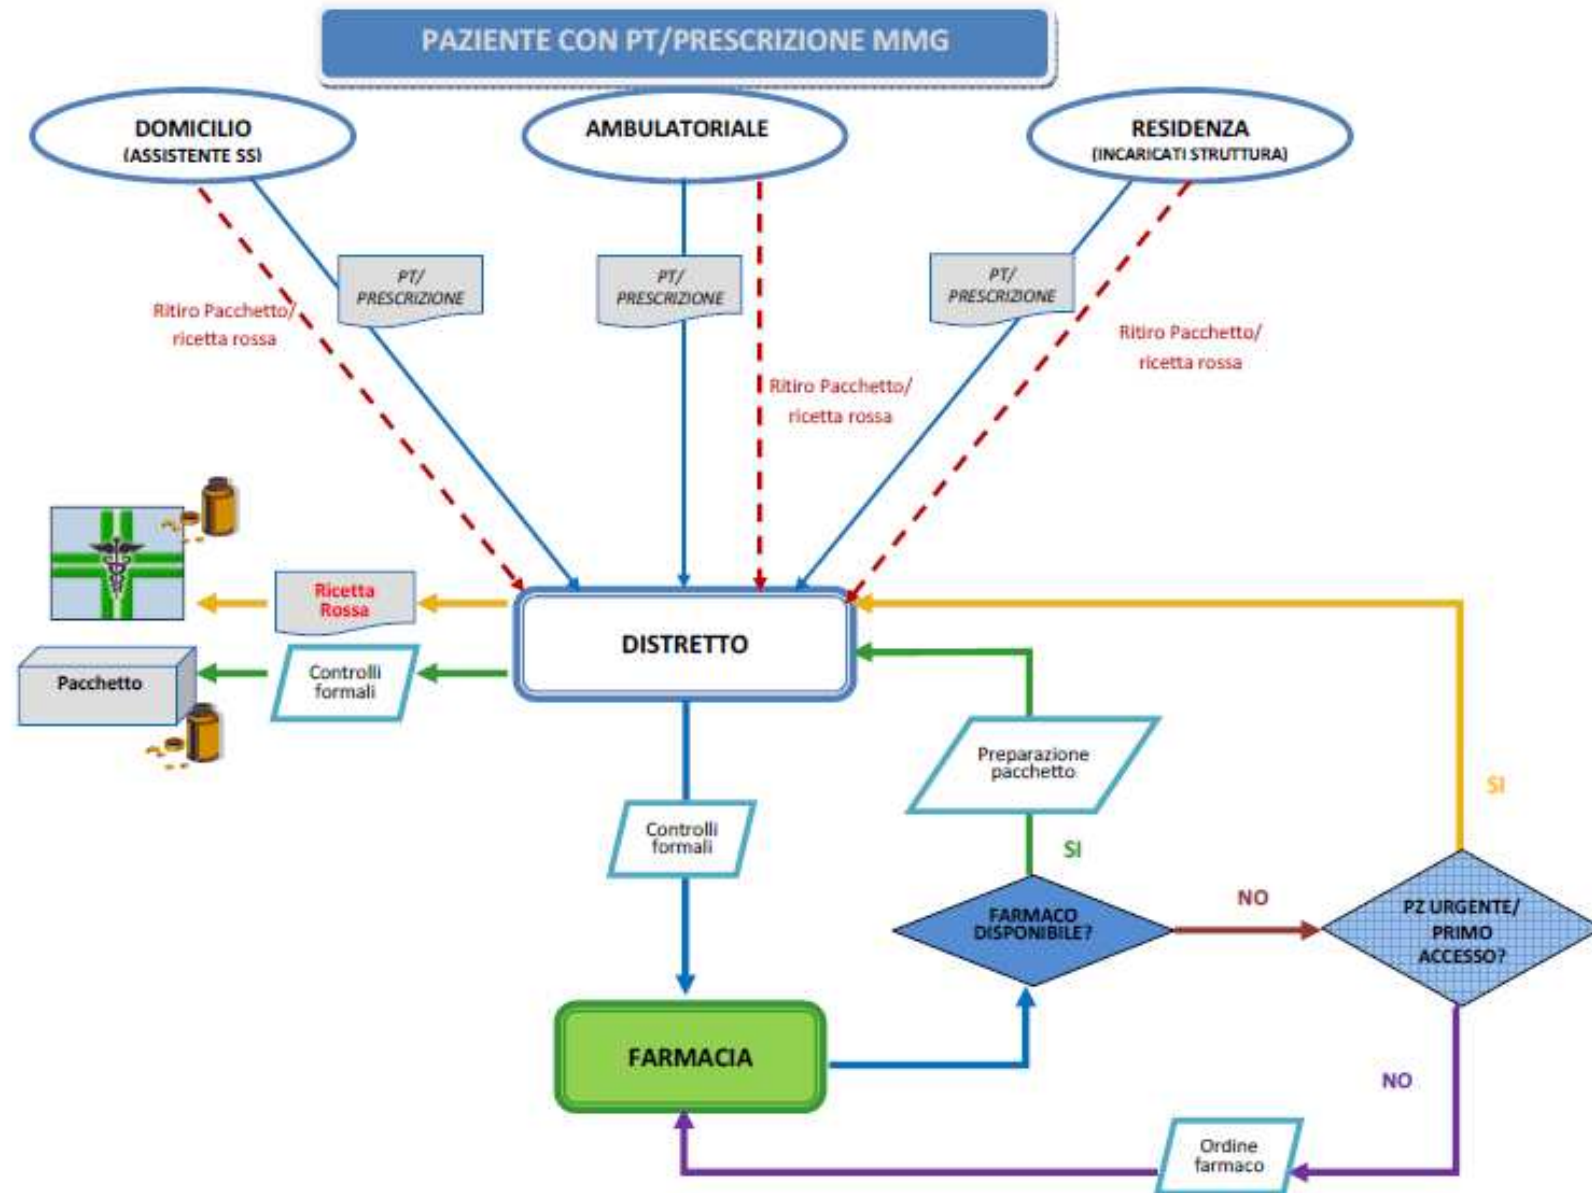 PAZIENTE CON PT/PRESCRIZIONE MMG
DOMICILIO
(ASSISTENTE SS)
AMBULATORIALE
RESIDENZA
(INCARICATI STRUTTURA)
PT/
PRESCRIZIONE
PT/
PRESCRIZIONE
PT/
PRESCRIZIONE
Ritiro Pacchetto/
ricetta rossa
Ritiro Pacchetto/
ricetta rossa
Ritiro Pacchetto/
ricetta rossa
Ricetta
Rossa
DISTRETTO
Pacchetto
Controlli
formali
Preparazione
pacchetto
SI
Controlli
formali
SI
FARMACO
DISPONIBILE?
NO
PZ URGENTE/
PRIMO
ACCESSO?
FARMACIA
NO
Ordine
farmaco